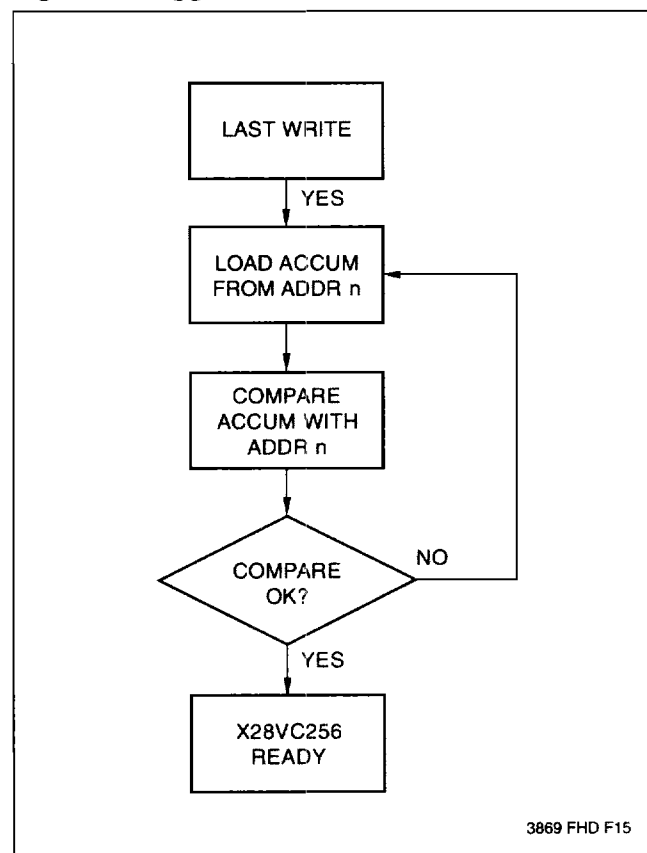 LAST WRITE
YES
LOAD ACCUM
FROM ADDR n
COMPARE
ACCUM WITH
ADDR n
COMPARE
OK?
NO
YES
X28VC256
READY
3869 FHD F15